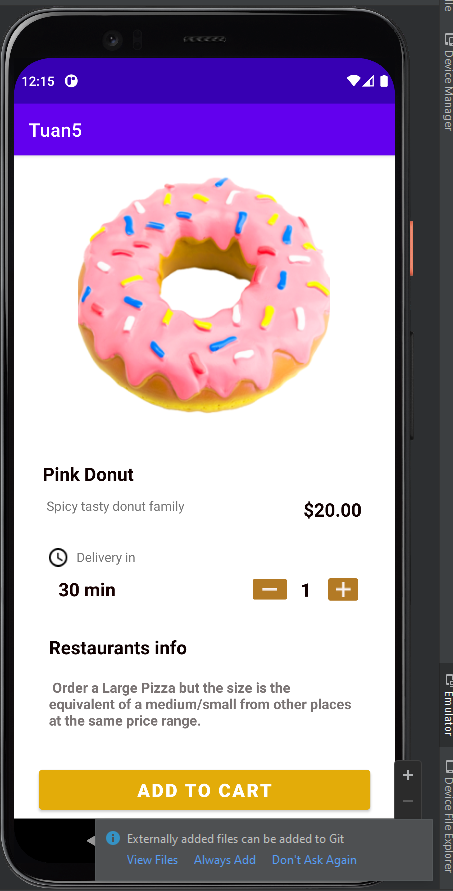 12:15
Tuan5
Pink Donut
Spicy tasty donut family
$20.00
Delivery in
30 min
1
Restaurants info
Order a Large Pizza but the size is the
equivalent of a medium/small from other places
at the same price range.
ADD TO CART
Externally added files can be added to Git
View Files Always Add Don't Ask Again
Device Manager
Emulator
Device File Explorer